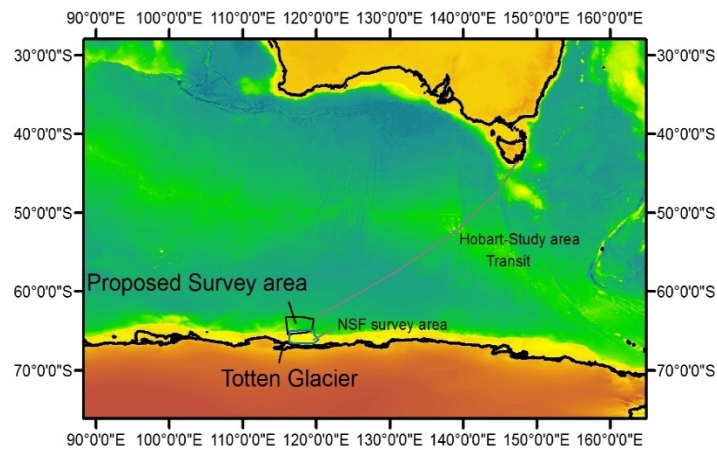 90°0'0"E 100°0'0"E 110°0'0"E 120°0'0"E 130°0'0"E 140°0'0"E 150°0'0"E 160°0'0"E
30°0'0"S 30°0'0"S
40°0'0"S 40°0'0"S
50°0'0"S 50°0'0"S
Hobart-Study area
Transit
60°0'0"S 60°0'0"S
Proposed Survey area
NSF survey area
70°0'0"S 70°0'0"S
Totten Glacier
90°0'0"E 100°0'0"E 110°0'0"E 120°0'0"E 130°0'0"E 140°0'0"E 150°0'0"E 160°0'0"E